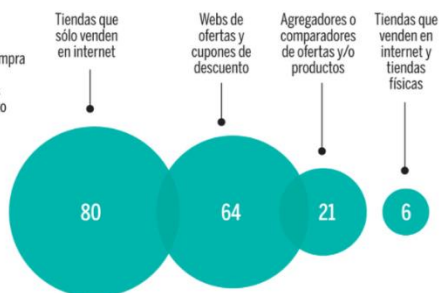 Tiendas que
sólo venden
en internet
Webs de
ofertas y
cupones de
descuento
Agregadores o
comparadores
de ofertas y/o
productos
Tiendas que
venden en
internet y
tiendas
físicas
80
64
21
6